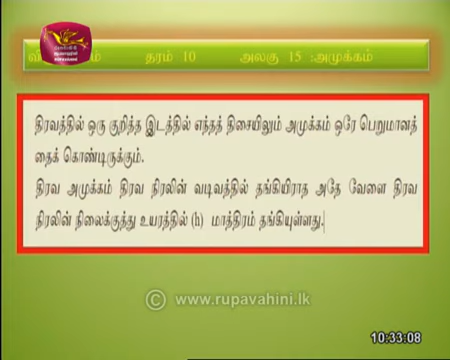 தரம் 10 அலகு 15 :அமுக்கம்
திரவத்தில் ஒரு குறித்த இடத்தில் எந்தத் திசையிலும் அமுக்கம் ஒரே பெறுமானத்
தைக் கொண்டிருக்கும்.
திரவ அமுக்கம் திரவ நிரலின் வடிவத்தில் தங்கியிராத அதே வேளை திரவ
நிரலின் நிலைக்குத்து உயரத்தில் (h) மாத்திரம் தங்கியுள்ளது.
© www.rupavahini.lk
10:33:08